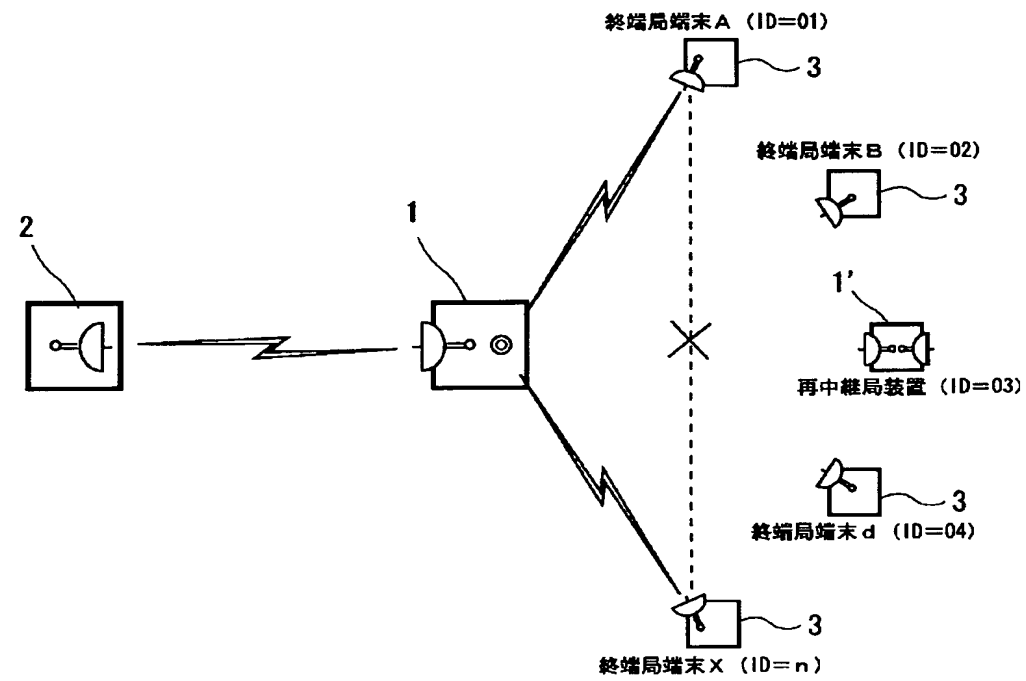 終端局端末A (ID=01)
3
終端局端末B (ID=02)
3
2
1
1'
再中継局装置 (ID=03)
3
終端局端末d (ID=04)
3
終端局端末X (ID=n)